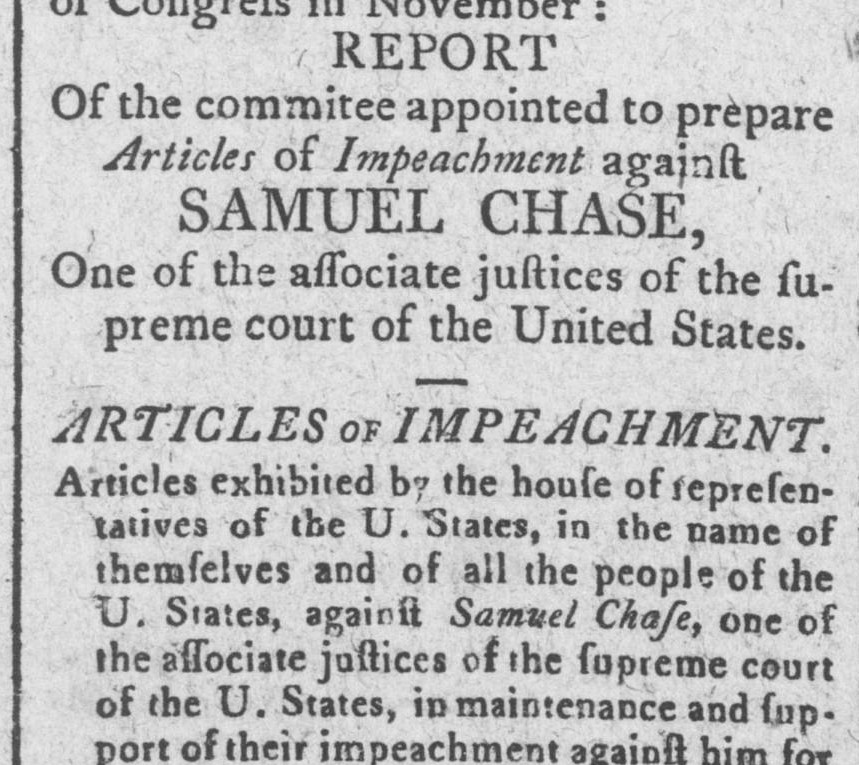 of Congreſs in November:
REPORT
Of the commitee appointed to prepare
Articles of Impeachment againſt
SAMUEL CHASE,
One of the aſſociate juſtices of the ſu-
preme court of the United States.
ARTICLES OF IMPEACHMENT.
Articles exhibited by the houſe of repreſen-
tatives of the U. States, in the name of
themſelves and of all the people of the
U. States, againſt Samuel Chaſe, one of
the aſſociate juſtices of the ſupreme court
of the U. States, in maintenance and ſup-
port of their impeachment againſt him for